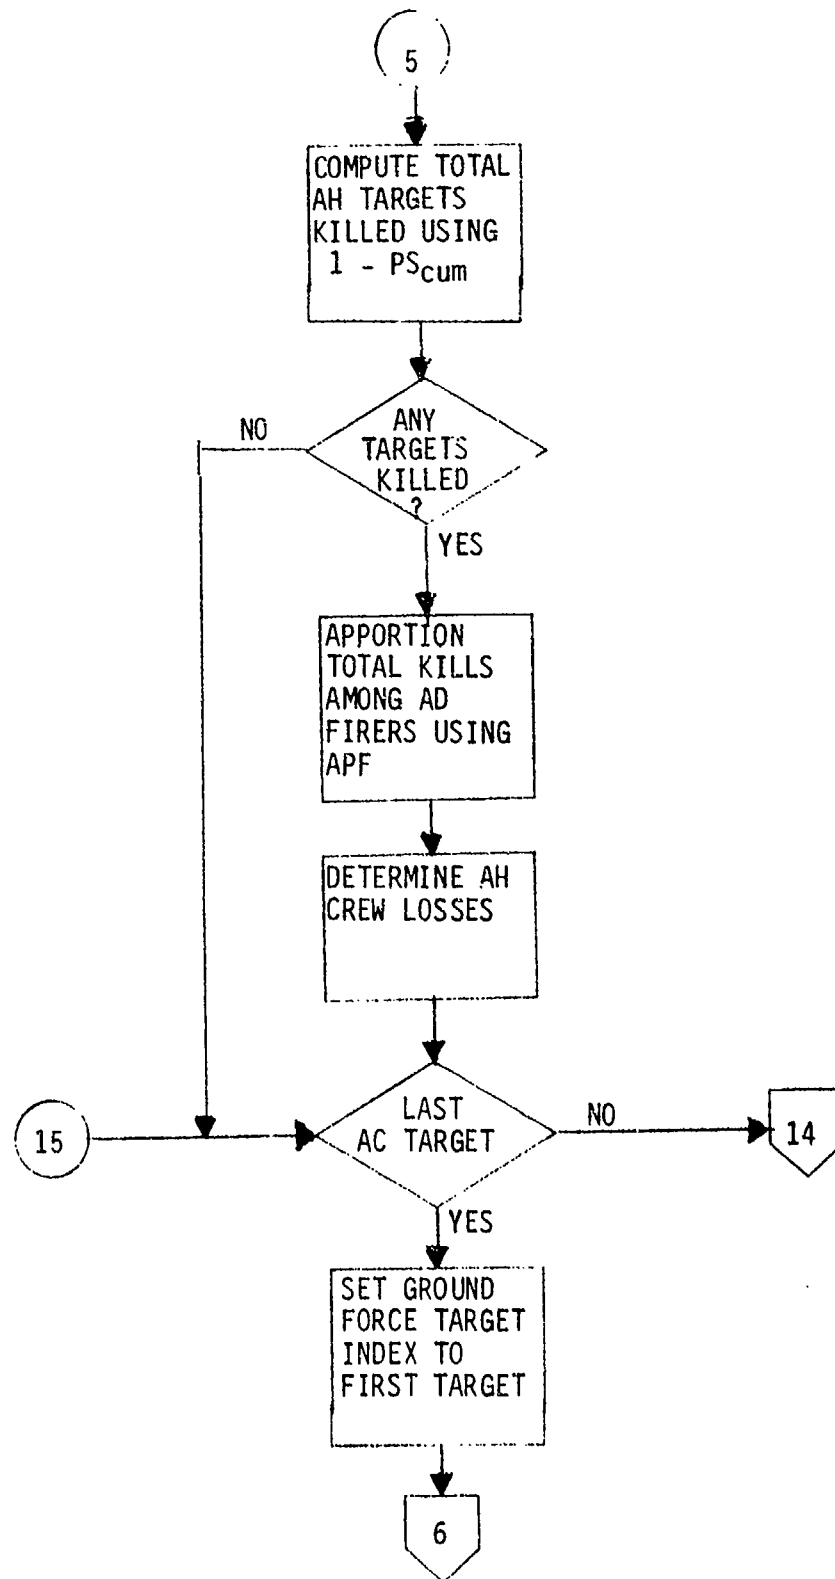 5
COMPUTE TOTAL
AH TARGETS
KILLED USING
1 - PScum
ANY
TARGETS
KILLED
?
NO
YES
APPORTION
TOTAL KILLS
AMONG AD
FIRERS USING
APF
DETERMINE AH
CREW LOSSES
15
LAST
AC TARGET
NO
14
YES
SET GROUND
FORCE TARGET
INDEX TO
FIRST TARGET
6